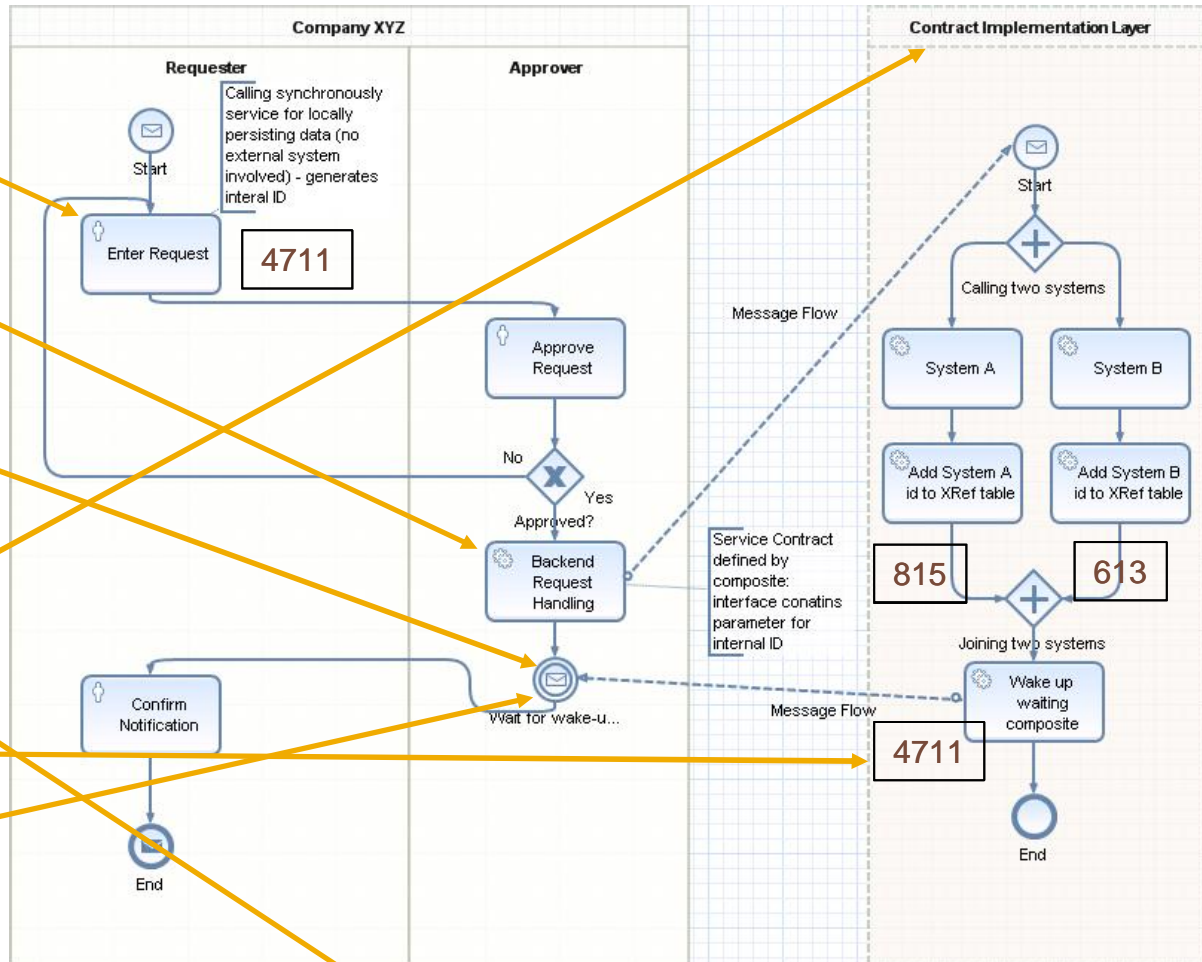 Company XYZ
Contract Implementation Layer
Requester
Approver
Calling synchronously
service for locally
persisting data (no
external system
involved) - generates
interal ID
Start
Enter Request
4711
Approve
Request
No
Yes
Approved?
Backend
Request
Handling
Service Contract
defined by
composite:
interface conatins
parameter for
internal ID
Message Flow
Start
Calling two systems
System A
System B
Add System A
id to XRef table
Add System B
id to XRef table
815
613
Joining two systems
Wake up
waiting
composite
Message Flow
4711
Wait for wake-u...
Confirm
Notification
End
End